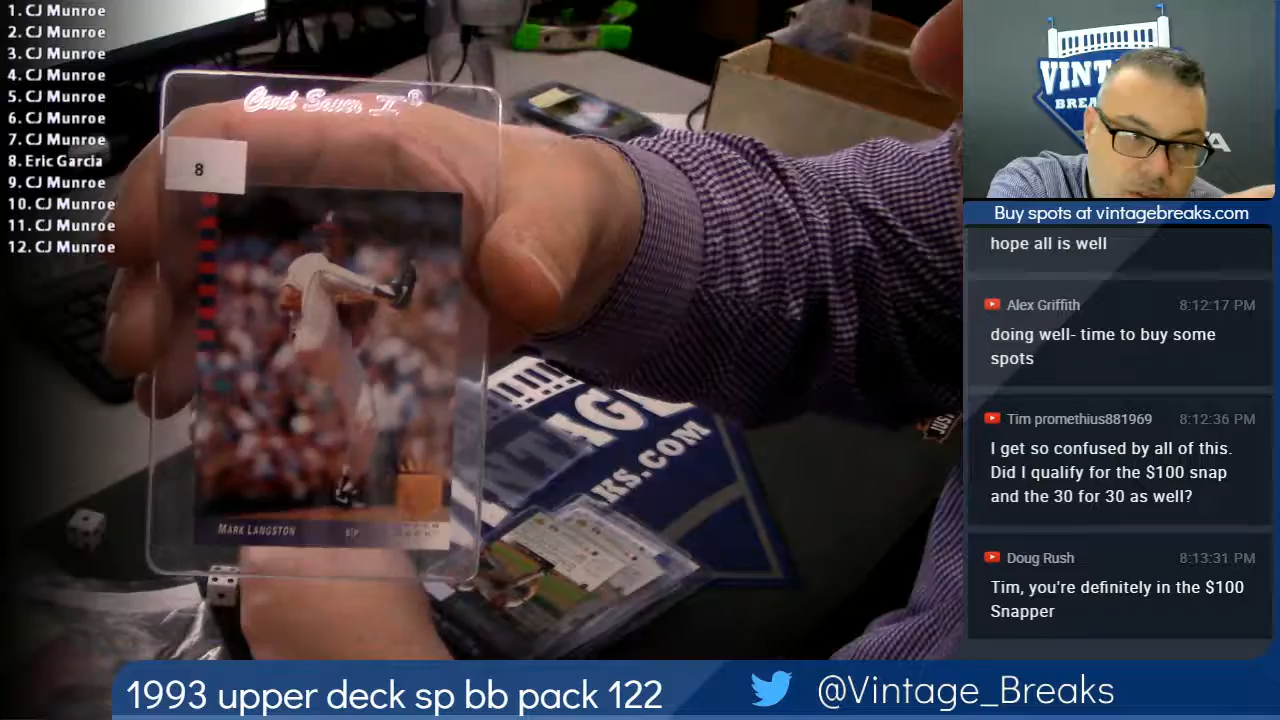 1. CJ Munroe
2. CJ Munroe
3. CJ Munroe
4. CJ Munroe
5. CJ Munroe
6. CJ Munroe
7. CJ Munroe
8. Eric Garcia
9. CJ Munroe
10. CJ Munroe
11. CJ Munroe
12. CJ Munroe
Card Saver II®
8
MARK LANGSTON
VINTAGE
KS.COM
VINT
BREA
TA
Buy spots at vintagebreaks.com
hope all is well
Alex Griffith 8:12:17 PM
doing well- time to buy some
spots
Tim promethius881969 8:12:36 PM
I get so confused by all of this.
Did I qualify for the $100 snap
and the 30 for 30 as well?
Doug Rush 8:13:31 PM
Tim, you're definitely in the $100
Snapper
1993 upper deck sp bb pack 122
@Vintage_Breaks